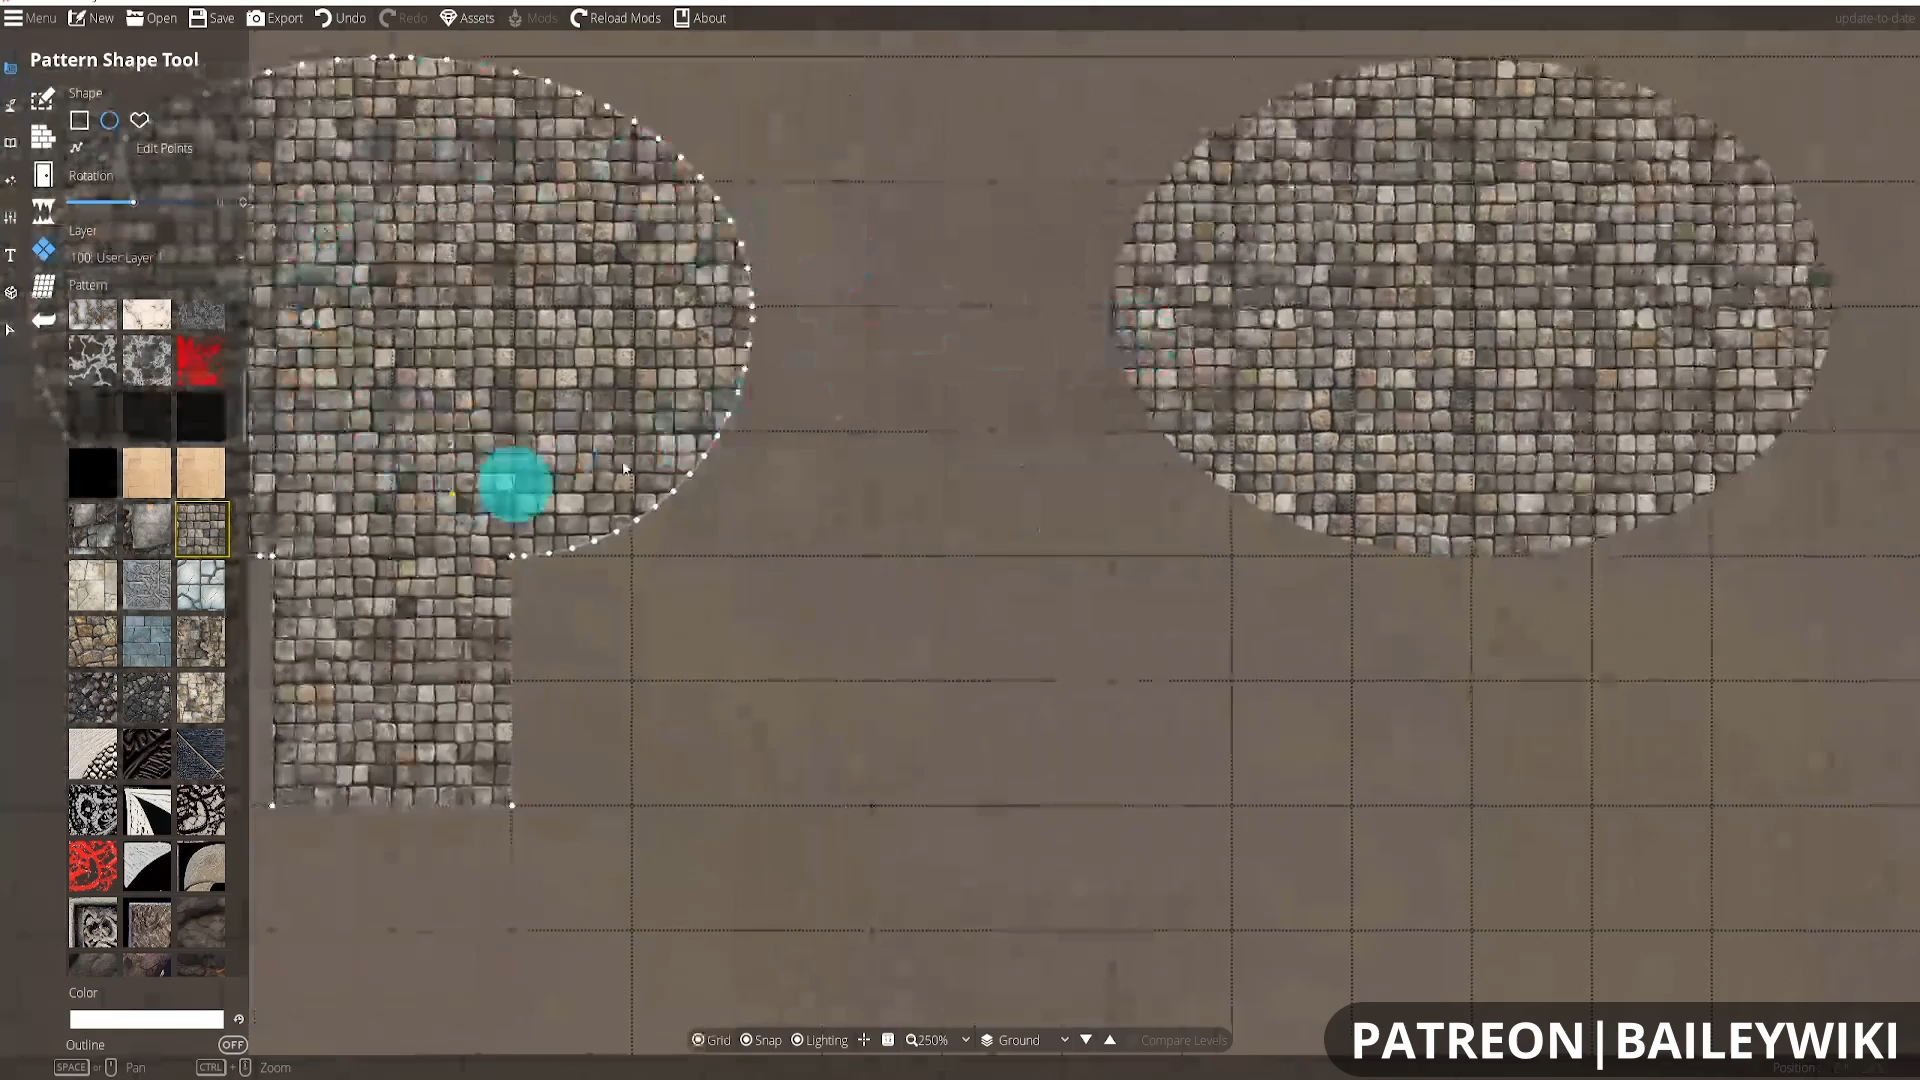 Menu New Open Save Export Undo Redo Assets Mods Reload Mods About update-to-date
Pattern Shape Tool
Shape
Edit Points
Rotation
Layer
100: User Layer
Pattern
Color
Outline OFF
SPACE or Pan CTRL + Zoom
Grid Snap Lighting 250% Ground Compare Levels
PATREON|BAILEYWIKI
Position